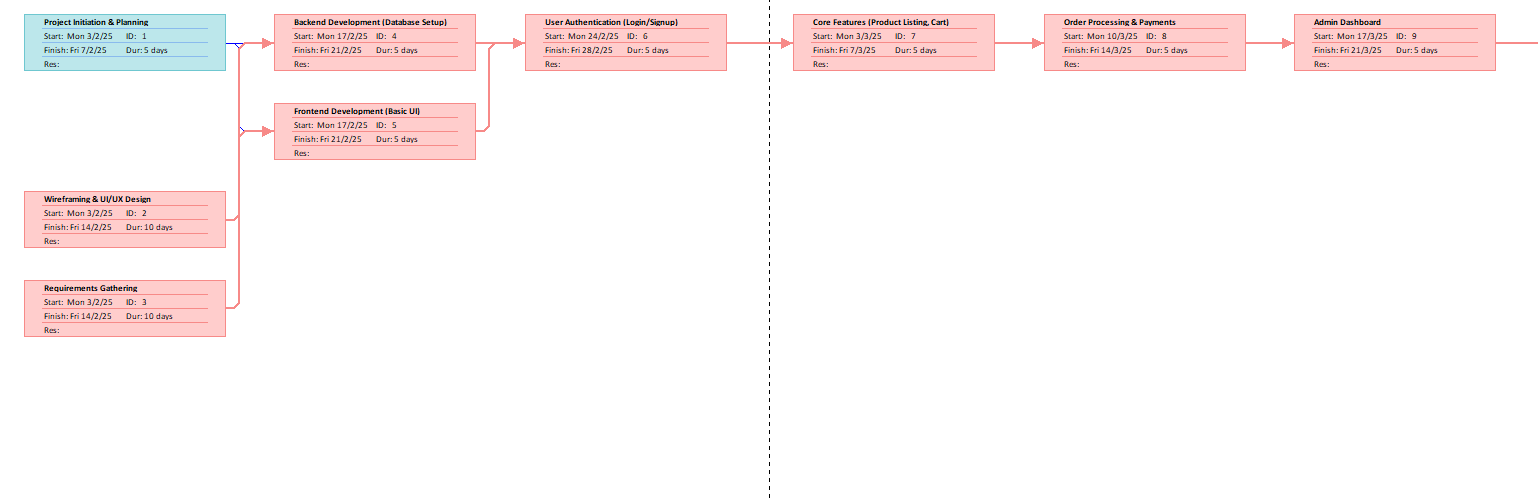 Project Initiation & Planning
Start: Mon 3/2/25 ID: 1
Finish: Fri 7/2/25 Dur: 5 days
Res:
Backend Development (Database Setup)
Start: Mon 17/2/25 ID: 4
Finish: Fri 21/2/25 Dur: 5 days
Res:
User Authentication (Login/Signup)
Start: Mon 24/2/25 ID: 6
Finish: Fri 28/2/25 Dur: 5 days
Res:
Core Features (Product Listing, Cart)
Start: Mon 3/3/25 ID: 7
Finish: Fri 7/3/25 Dur: 5 days
Res:
Order Processing & Payments
Start: Mon 10/3/25 ID: 8
Finish: Fri 14/3/25 Dur: 5 days
Res:
Admin Dashboard
Start: Mon 17/3/25 ID: 9
Finish: Fri 21/3/25 Dur: 5 days
Res:
Frontend Development (Basic UI)
Start: Mon 17/2/25 ID: 5
Finish: Fri 21/2/25 Dur: 5 days
Res:
Wireframing & UI/UX Design
Start: Mon 3/2/25 ID: 2
Finish: Fri 14/2/25 Dur: 10 days
Res:
Requirements Gathering
Start: Mon 3/2/25 ID: 3
Finish: Fri 14/2/25 Dur: 10 days
Res: